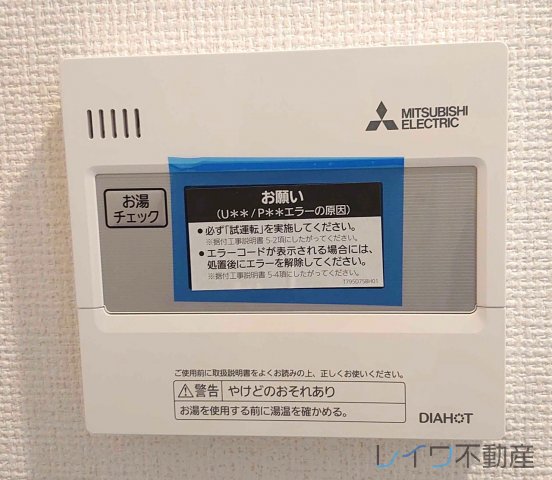 MITSUBISHI
ELECTRIC
お湯
チェック
お願い
(U**/P**エラーの原因)
●必ず「試運転」を実施してください。
※据付工事説明書 5-2項にしたがってください。
●エラーコードが表示される場合には、
処置後にエラーを解除してください。
※据付工事説明書 5-4項にしたがってください。
T795D75BH01
ご使用前に取扱説明書をよくお読みの上、正しくお使いください。
警告 やけどのおそれあり
お湯を使用する前に湯温を確かめる。
DIAHOT
レイワ不動産